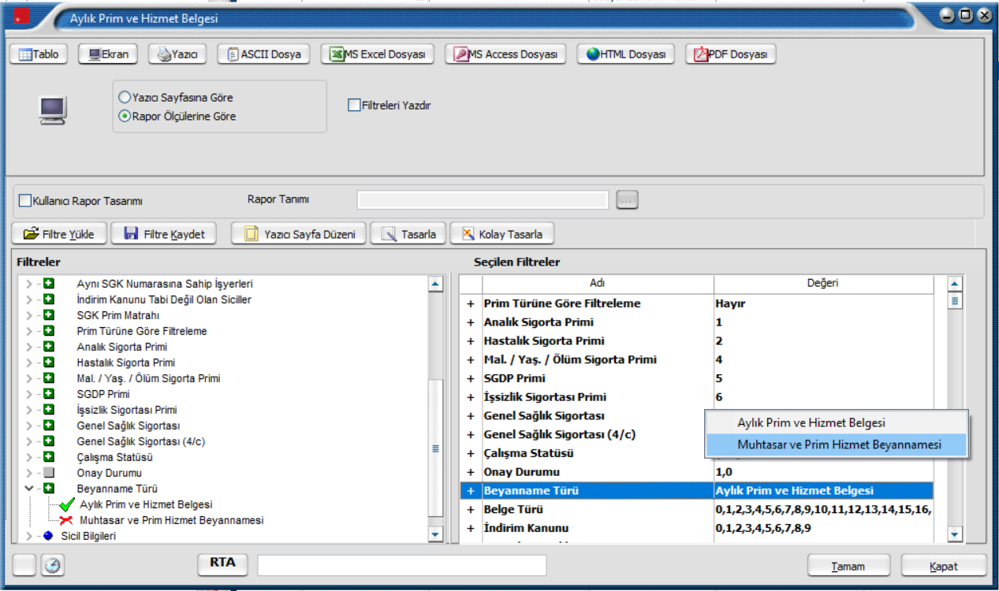 Aylık Prim ve Hizmet Belgesi
Tablo Ekran Yazıcı ASCII Dosya MS Excel Dosyası MS Access Dosyası HTML Dosyası PDF Dosyası
Yazıcı Sayfasına Göre
Rapor Ölçülerine Göre
Filtreleri Yazdır
Kullanıcı Rapor Tasarımı Rapor Tanımı ...
Filtre Yükle Filtre Kaydet Yazıcı Sayfa Düzeni Tasarla Kolay Tasarla
Filtreler
Aynı SGK Numarasına Sahip İşyerleri
İndirim Kanunu Tabi Değil Olan Siciller
SGK Prim Matrahı
Prim Türüne Göre Filtreleme
Analık Sigorta Primi
Hastalık Sigorta Primi
Mal. / Yaş. / Ölüm Sigorta Primi
SGDP Primi
İşsizlik Sigortası Primi
Genel Sağlık Sigortası
Genel Sağlık Sigortası (4/c)
Çalışma Statüsü
Onay Durumu
Beyanname Türü
Aylık Prim ve Hizmet Belgesi
Muhtasar ve Prim Hizmet Beyannamesi
Sicil Bilgileri
Seçilen Filtreler
Adı Değeri
+ Prim Türüne Göre Filtreleme Hayır
+ Analık Sigorta Primi 1
+ Hastalık Sigorta Primi 2
+ Mal. / Yaş. / Ölüm Sigorta Primi 4
+ SGDP Primi 5
+ İşsizlik Sigortası Primi 6
+ Genel Sağlık Sigortası
+ Genel Sağlık Sigortası (4/c)
+ Çalışma Statüsü
+ Onay Durumu 1,0
+ Beyanname Türü Aylık Prim ve Hizmet Belgesi
+ Belge Türü 0,1,2,3,4,5,6,7,8,9,10,11,12,13,14,15,16,
+ İndirim Kanunu 0,1,2,3,4,5,6,7,8,9
Aylık Prim ve Hizmet Belgesi
Muhtasar ve Prim Hizmet Beyannamesi
RTA
Tamam Kapat